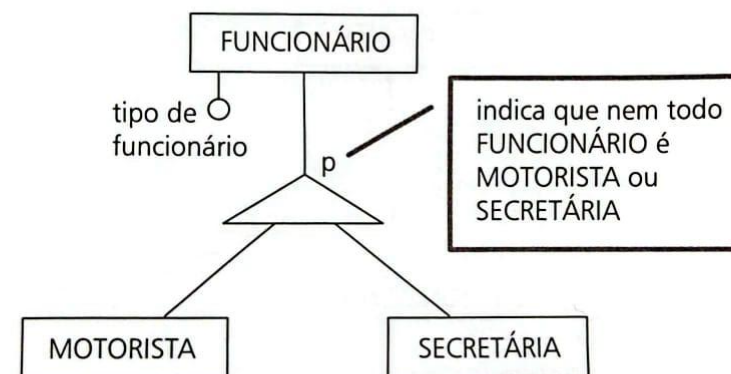 FUNCIONÁRIO
tipo de
funcionário
p
indica que nem todo
FUNCIONÁRIO é
MOTORISTA ou
SECRETÁRIA
MOTORISTA
SECRETÁRIA